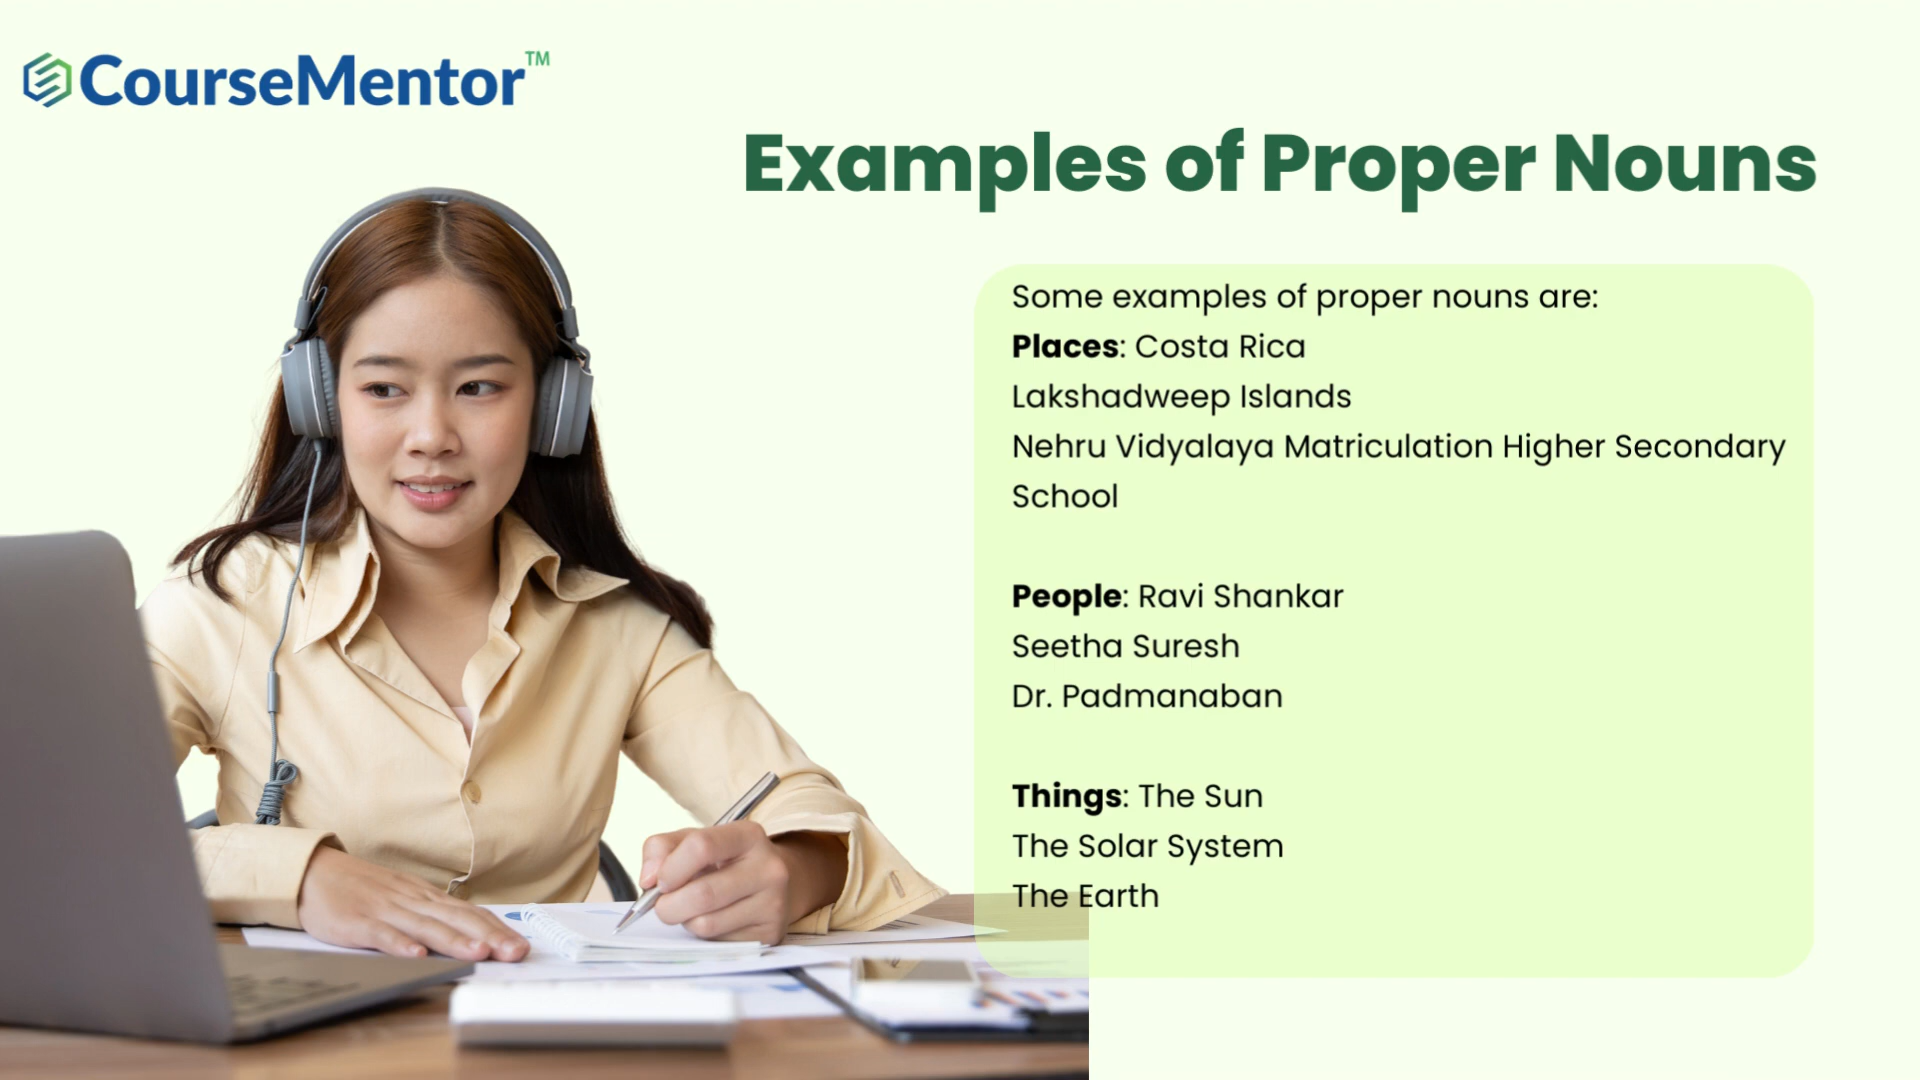 CourseMentor™
Examples of Proper Nouns
Some examples of proper nouns are:
Places: Costa Rica
Lakshadweep Islands
Nehru Vidyalaya Matriculation Higher Secondary
School
People: Ravi Shankar
Seetha Suresh
Dr. Padmanaban
Things: The Sun
The Solar System
The Earth